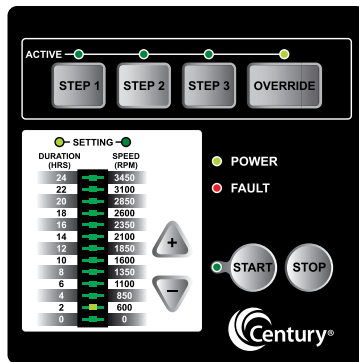 ACTIVE
STEP 1 STEP 2 STEP 3 OVERRIDE
SETTING
DURATION (HRS) SPEED (RPM)
24 3450
22 3100
20 2850
18 2600
16 2350
14 2100
12 1850
10 1600
8 1350
6 1100
4 850
2 600
0 0
+
−
POWER
FAULT
START STOP
Century®